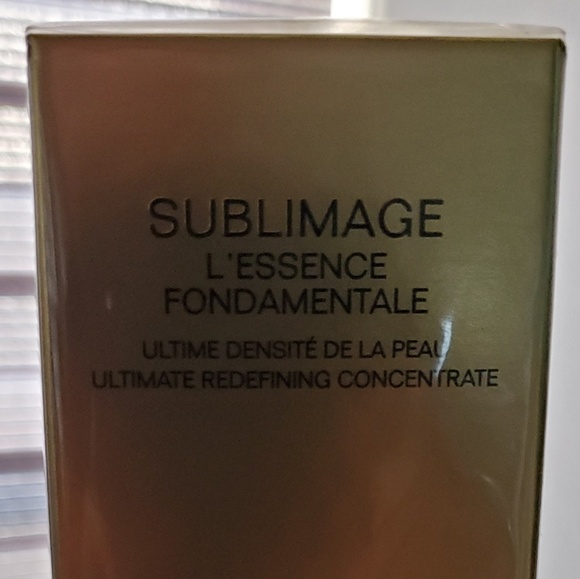 SUBLIMAGE
L'ESSENCE
FONDAMENTALE
ULTIME DENSITÉ DE LA PEAU
ULTIMATE REDEFINING CONCENTRATE